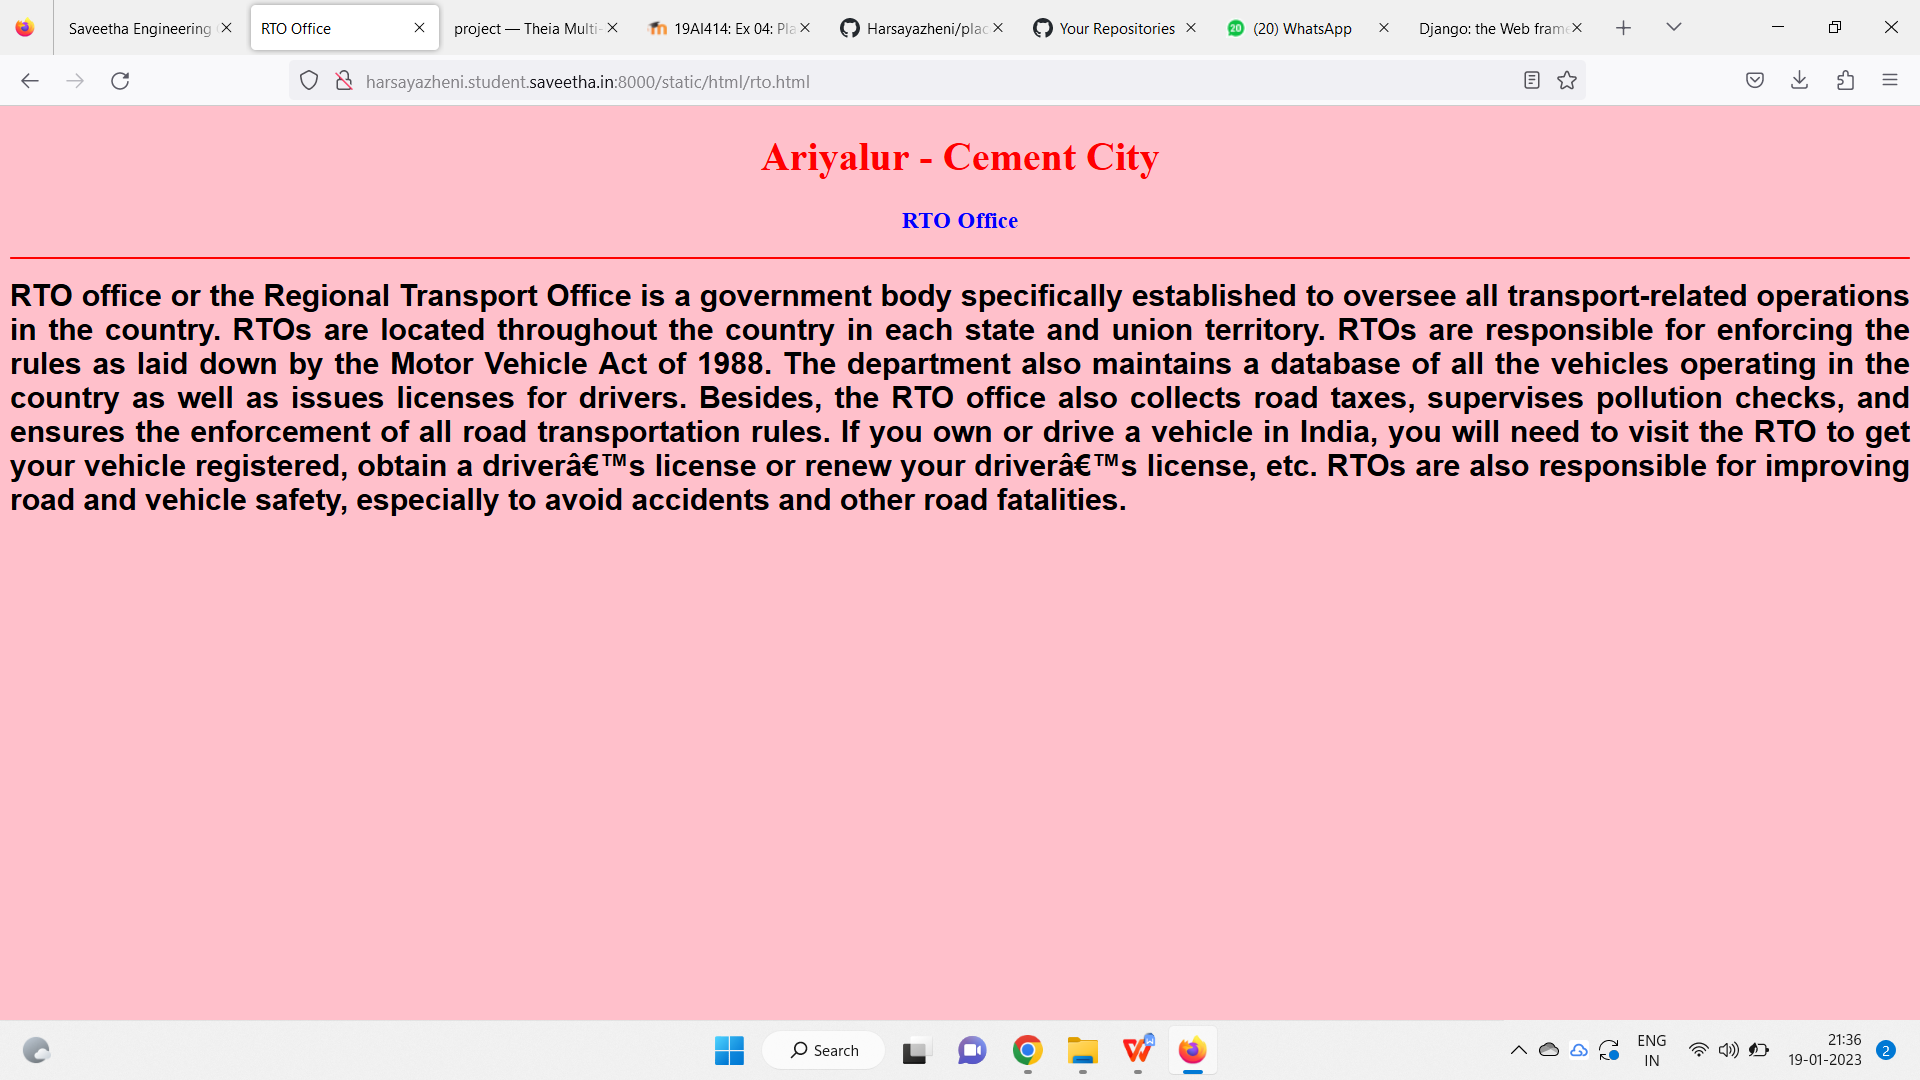 Saveetha Engineering
RTO Office
project — Theia Multi-
19AI414: Ex 04: Pla
Harsayazheni/plac
Your Repositories
20
(20) WhatsApp
Django: the Web frame
harsayazheni.student.saveetha.in:8000/static/html/rto.html
Ariyalur - Cement City
RTO Office
RTO office or the Regional Transport Office is a government body specifically established to oversee all transport-related operations
in the country. RTOs are located throughout the country in each state and union territory. RTOs are responsible for enforcing the
rules as laid down by the Motor Vehicle Act of 1988. The department also maintains a database of all the vehicles operating in the
country as well as issues licenses for drivers. Besides, the RTO office also collects road taxes, supervises pollution checks, and
ensures the enforcement of all road transportation rules. If you own or drive a vehicle in India, you will need to visit the RTO to get
your vehicle registered, obtain a driverâ€™s license or renew your driverâ€™s license, etc. RTOs are also responsible for improving
road and vehicle safety, especially to avoid accidents and other road fatalities.
Search
ENG
IN
21:36
19-01-2023
2